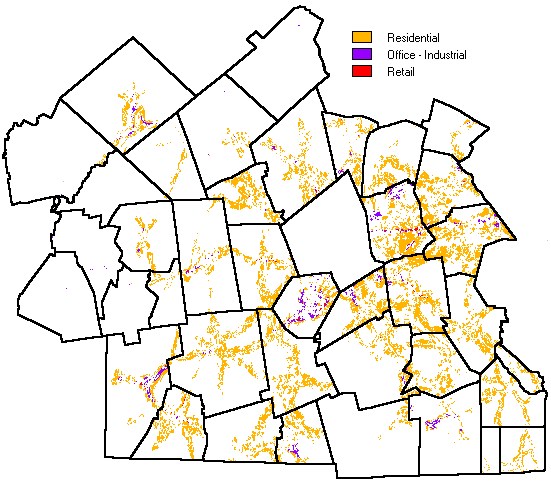 Residential
Office - Industrial
Retail